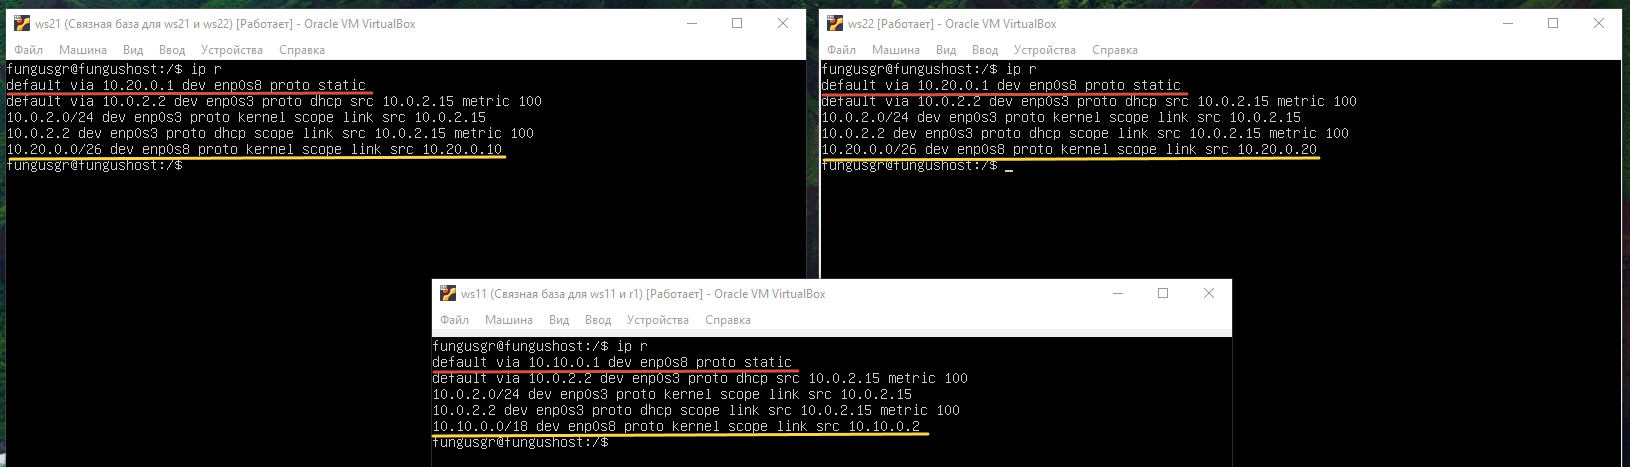 ws21 (Связная база для ws21 и ws22) [Работает] - Oracle VM VirtualBox
Файл Машина Вид Ввод Устройства Справка
fungusgr@fungushost:/$ ip r
default via 10.20.0.1 dev enp0s8 proto static
default via 10.0.2.2 dev enp0s3 proto dhcp src 10.0.2.15 metric 100
10.0.2.0/24 dev enp0s3 proto kernel scope link src 10.0.2.15
10.0.2.2 dev enp0s3 proto dhcp scope link src 10.0.2.15 metric 100
10.20.0.0/26 dev enp0s8 proto kernel scope link src 10.20.0.10
fungusgr@fungushost:/$
ws22 [Работает] - Oracle VM VirtualBox
Файл Машина Вид Ввод Устройства Справка
fungusgr@fungushost:/$ ip r
default via 10.20.0.1 dev enp0s8 proto static
default via 10.0.2.2 dev enp0s3 proto dhcp src 10.0.2.15 metric 100
10.0.2.0/24 dev enp0s3 proto kernel scope link src 10.0.2.15
10.0.2.2 dev enp0s3 proto dhcp scope link src 10.0.2.15 metric 100
10.20.0.0/26 dev enp0s8 proto kernel scope link src 10.20.0.20
fungusgr@fungushost:/$ _
ws11 (Связная база для ws11 и r1) [Работает] - Oracle VM VirtualBox
Файл Машина Вид Ввод Устройства Справка
fungusgr@fungushost:/$ ip r
default via 10.10.0.1 dev enp0s8 proto static
default via 10.0.2.2 dev enp0s3 proto dhcp src 10.0.2.15 metric 100
10.0.2.0/24 dev enp0s3 proto kernel scope link src 10.0.2.15
10.0.2.2 dev enp0s3 proto dhcp scope link src 10.0.2.15 metric 100
10.10.0.0/18 dev enp0s8 proto kernel scope link src 10.10.0.2
fungusgr@fungushost:/$